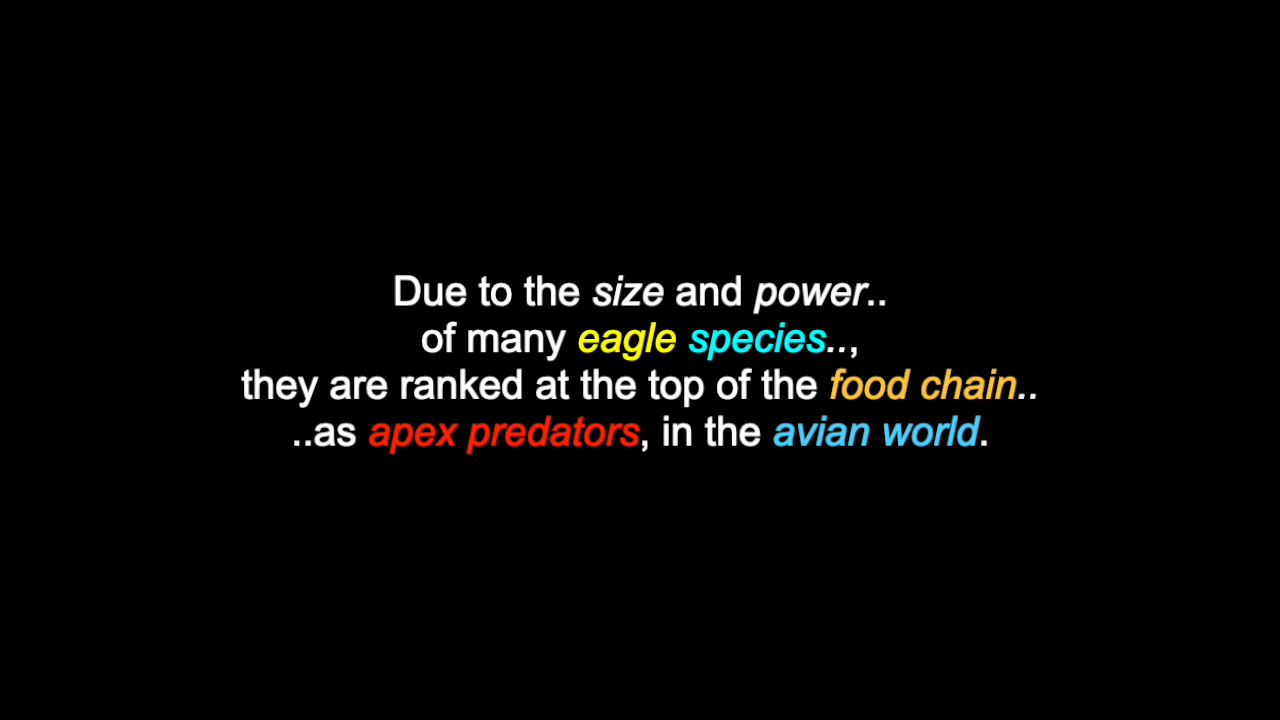 Due to the size and power..
of many eagle species..,
they are ranked at the top of the food chain..
..as apex predators, in the avian world.